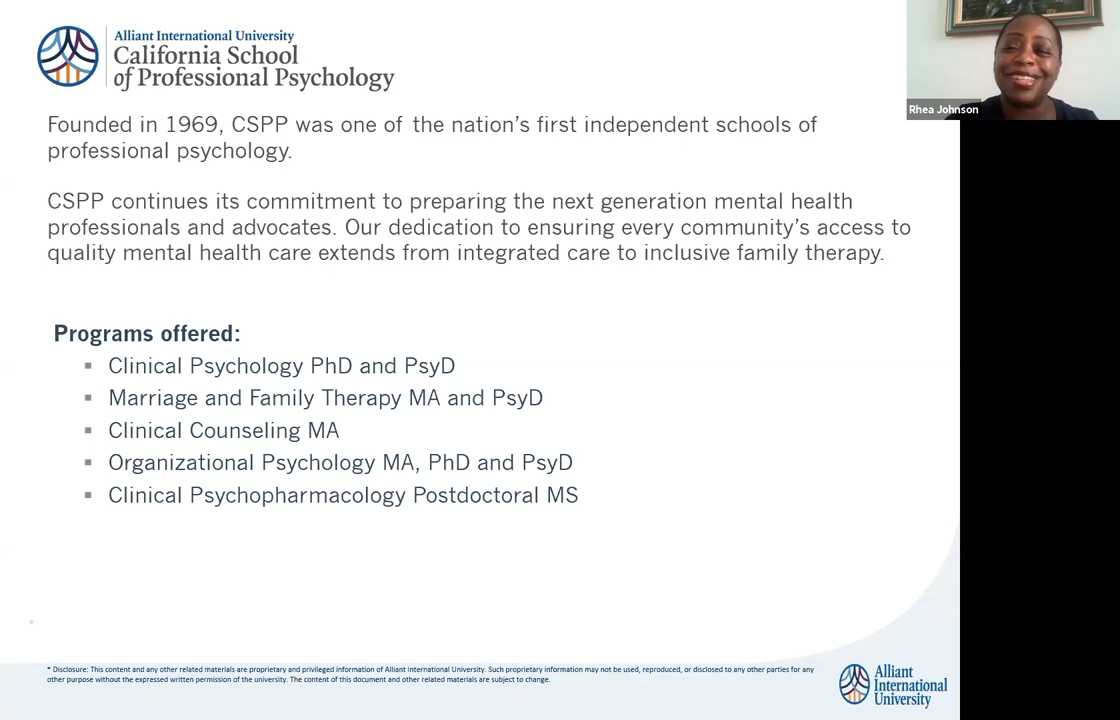 Alliant International University
California School
of Professional Psychology
Rhea Johnson
Founded in 1969, CSPP was one of the nation's first independent schools of
professional psychology.
CSPP continues its commitment to preparing the next generation mental health
professionals and advocates. Our dedication to ensuring every community's access to
quality mental health care extends from integrated care to inclusive family therapy.
Programs offered:
▪ Clinical Psychology PhD and PsyD
▪ Marriage and Family Therapy MA and PsyD
▪ Clinical Counseling MA
▪ Organizational Psychology MA, PhD and PsyD
▪ Clinical Psychopharmacology Postdoctoral MS
* Disclosure: This content and any other related materials are proprietary and privileged information of Alliant International University. Such proprietary information may not be used, reproduced, or disclosed to any other parties for any
other purpose without the expressed written permission of the university. The content of this document and other related materials are subject to change.
Alliant
International
University